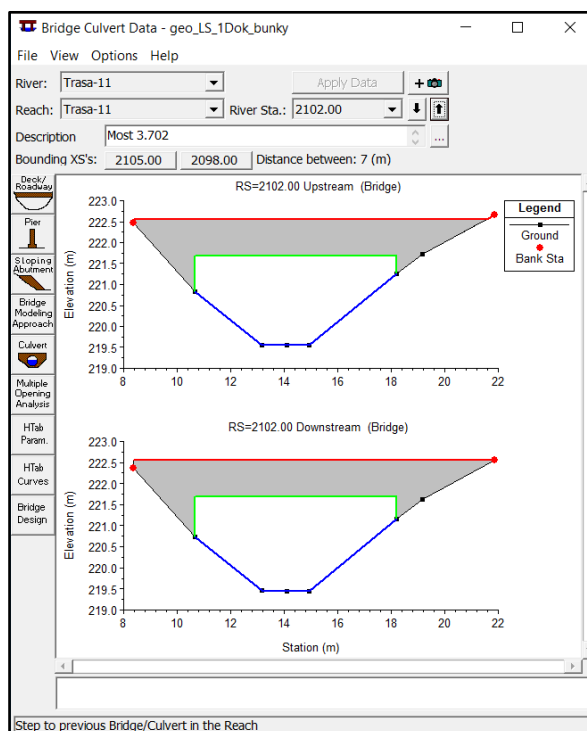 Bridge Culvert Data - geo_LS_1Dok_bunky
File View Options Help
River: Trasa-11 Apply Data +
Reach: Trasa-11 River Sta.: 2102.00
Description Most 3.702 ...
Bounding XS's: 2105.00 2098.00 Distance between: 7 (m)
Deck/
Roadway
Pier
Sloping
Abutment
Bridge
Modeling
Approach
Culvert
Multiple
Opening
Analysis
HTab
Param.
HTab
Curves
Bridge
Design
RS=2102.00 Upstream (Bridge)
Elevation (m)
223.0
222.5
222.0
221.5
221.0
220.5
220.0
219.5
219.0
8 10 12 14 16 18 20 22
Legend
Ground
Bank Sta
RS=2102.00 Downstream (Bridge)
Elevation (m)
223.0
222.5
222.0
221.5
221.0
220.5
220.0
219.5
219.0
8 10 12 14 16 18 20 22
Station (m)
Step to previous Bridge/Culvert in the Reach